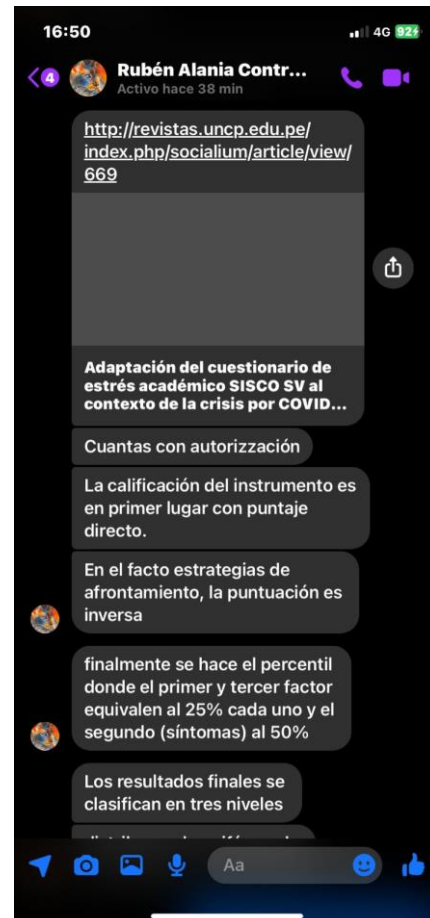 16:50
4G 92
4
Rubén Alania Contr...
Activo hace 38 min
http://revistas.uncp.edu.pe/
index.php/socialium/article/view/
669
Adaptación del cuestionario de
estrés académico SISCO SV al
contexto de la crisis por COVID...
Cuantas con autorizzación
La calificación del instrumento es
en primer lugar con puntaje
directo.
En el facto estrategias de
afrontamiento, la puntuación es
inversa
finalmente se hace el percentil
donde el primer y tercer factor
equivalen al 25% cada uno y el
segundo (síntomas) al 50%
Los resultados finales se
clasifican en tres niveles
Aa